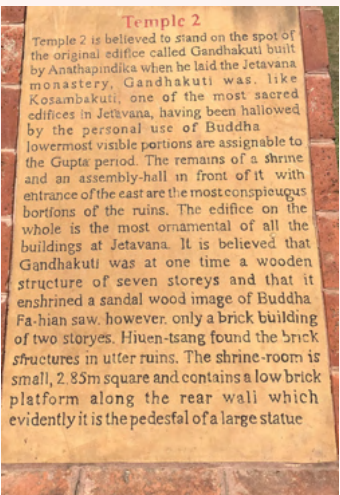 Temple 2
Temple 2 is believed to stand on the spot of
the original edifice called Gandhakuti built
by Anathapindika when he laid the Jetavana
monastery, Gandhakuti was. like
Kosambakuti, one of the most sacred
edifices in Jetavana, having been hallowed
by the personal use of Buddha
lowermost visible portions are assignable to
the Gupta period. The remains of a shrine
and an assembly-hall in front of it with
entrance of the east are the most conspicuous
bortions of the ruins. The edifice on the
whole is the most ornamental of all the
buildings at Jetavana. It is believed that
Gandhakuti was at one time a wooden
structure of seven storeys and that it
enshrined a sandal wood image of Buddha
Fa-hian saw. however. only a brick building
of two storyes. Hiuen-tsang found the brick
structures in utter ruins. The shrine-room is
small, 2.85m square and contains a low brick
platform along the rear wall which
evidently it is the pedesfal of a large statue